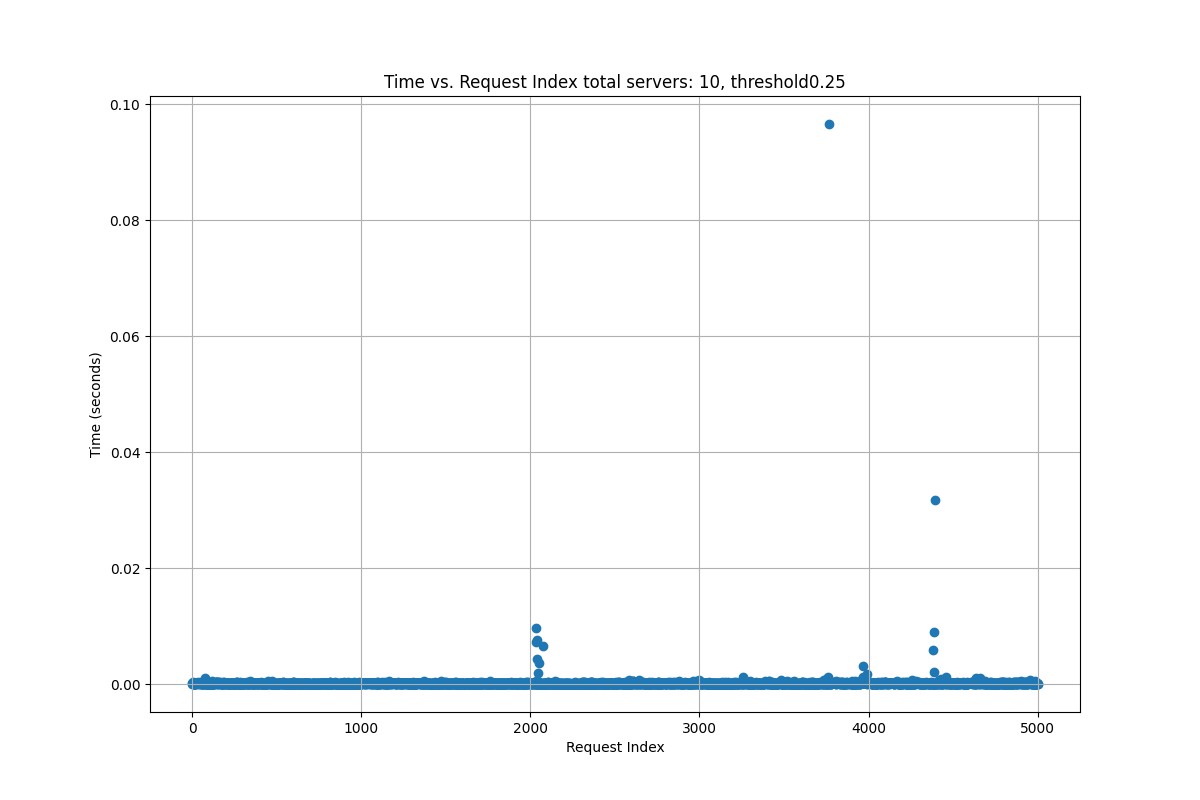 Time vs. Request Index total servers: 10, threshold0.25
0.10
0.08
0.06
0.04
0.02
0.00
Time (seconds)
0 1000 2000 3000 4000 5000
Request Index